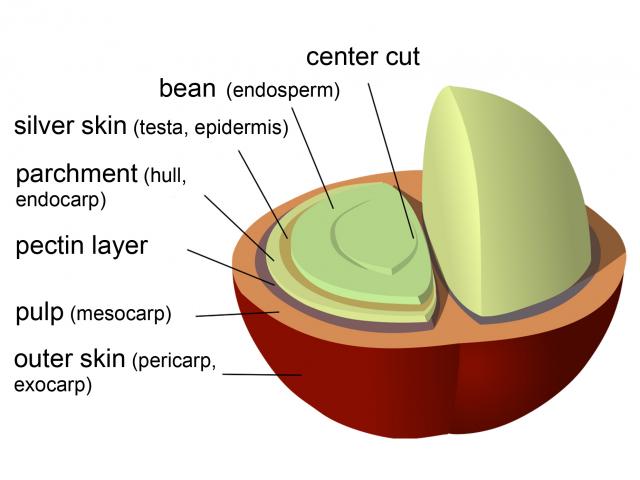 center cut
bean (endosperm)
silver skin (testa, epidermis)
parchment (hull,
endocarp)
pectin layer
pulp (mesocarp)
outer skin (pericarp,
exocarp)